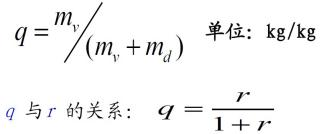 q = m_v/(m_v + m_d) 单位: kg/kg
q 与 r 的关系: q = r/(1 + r)